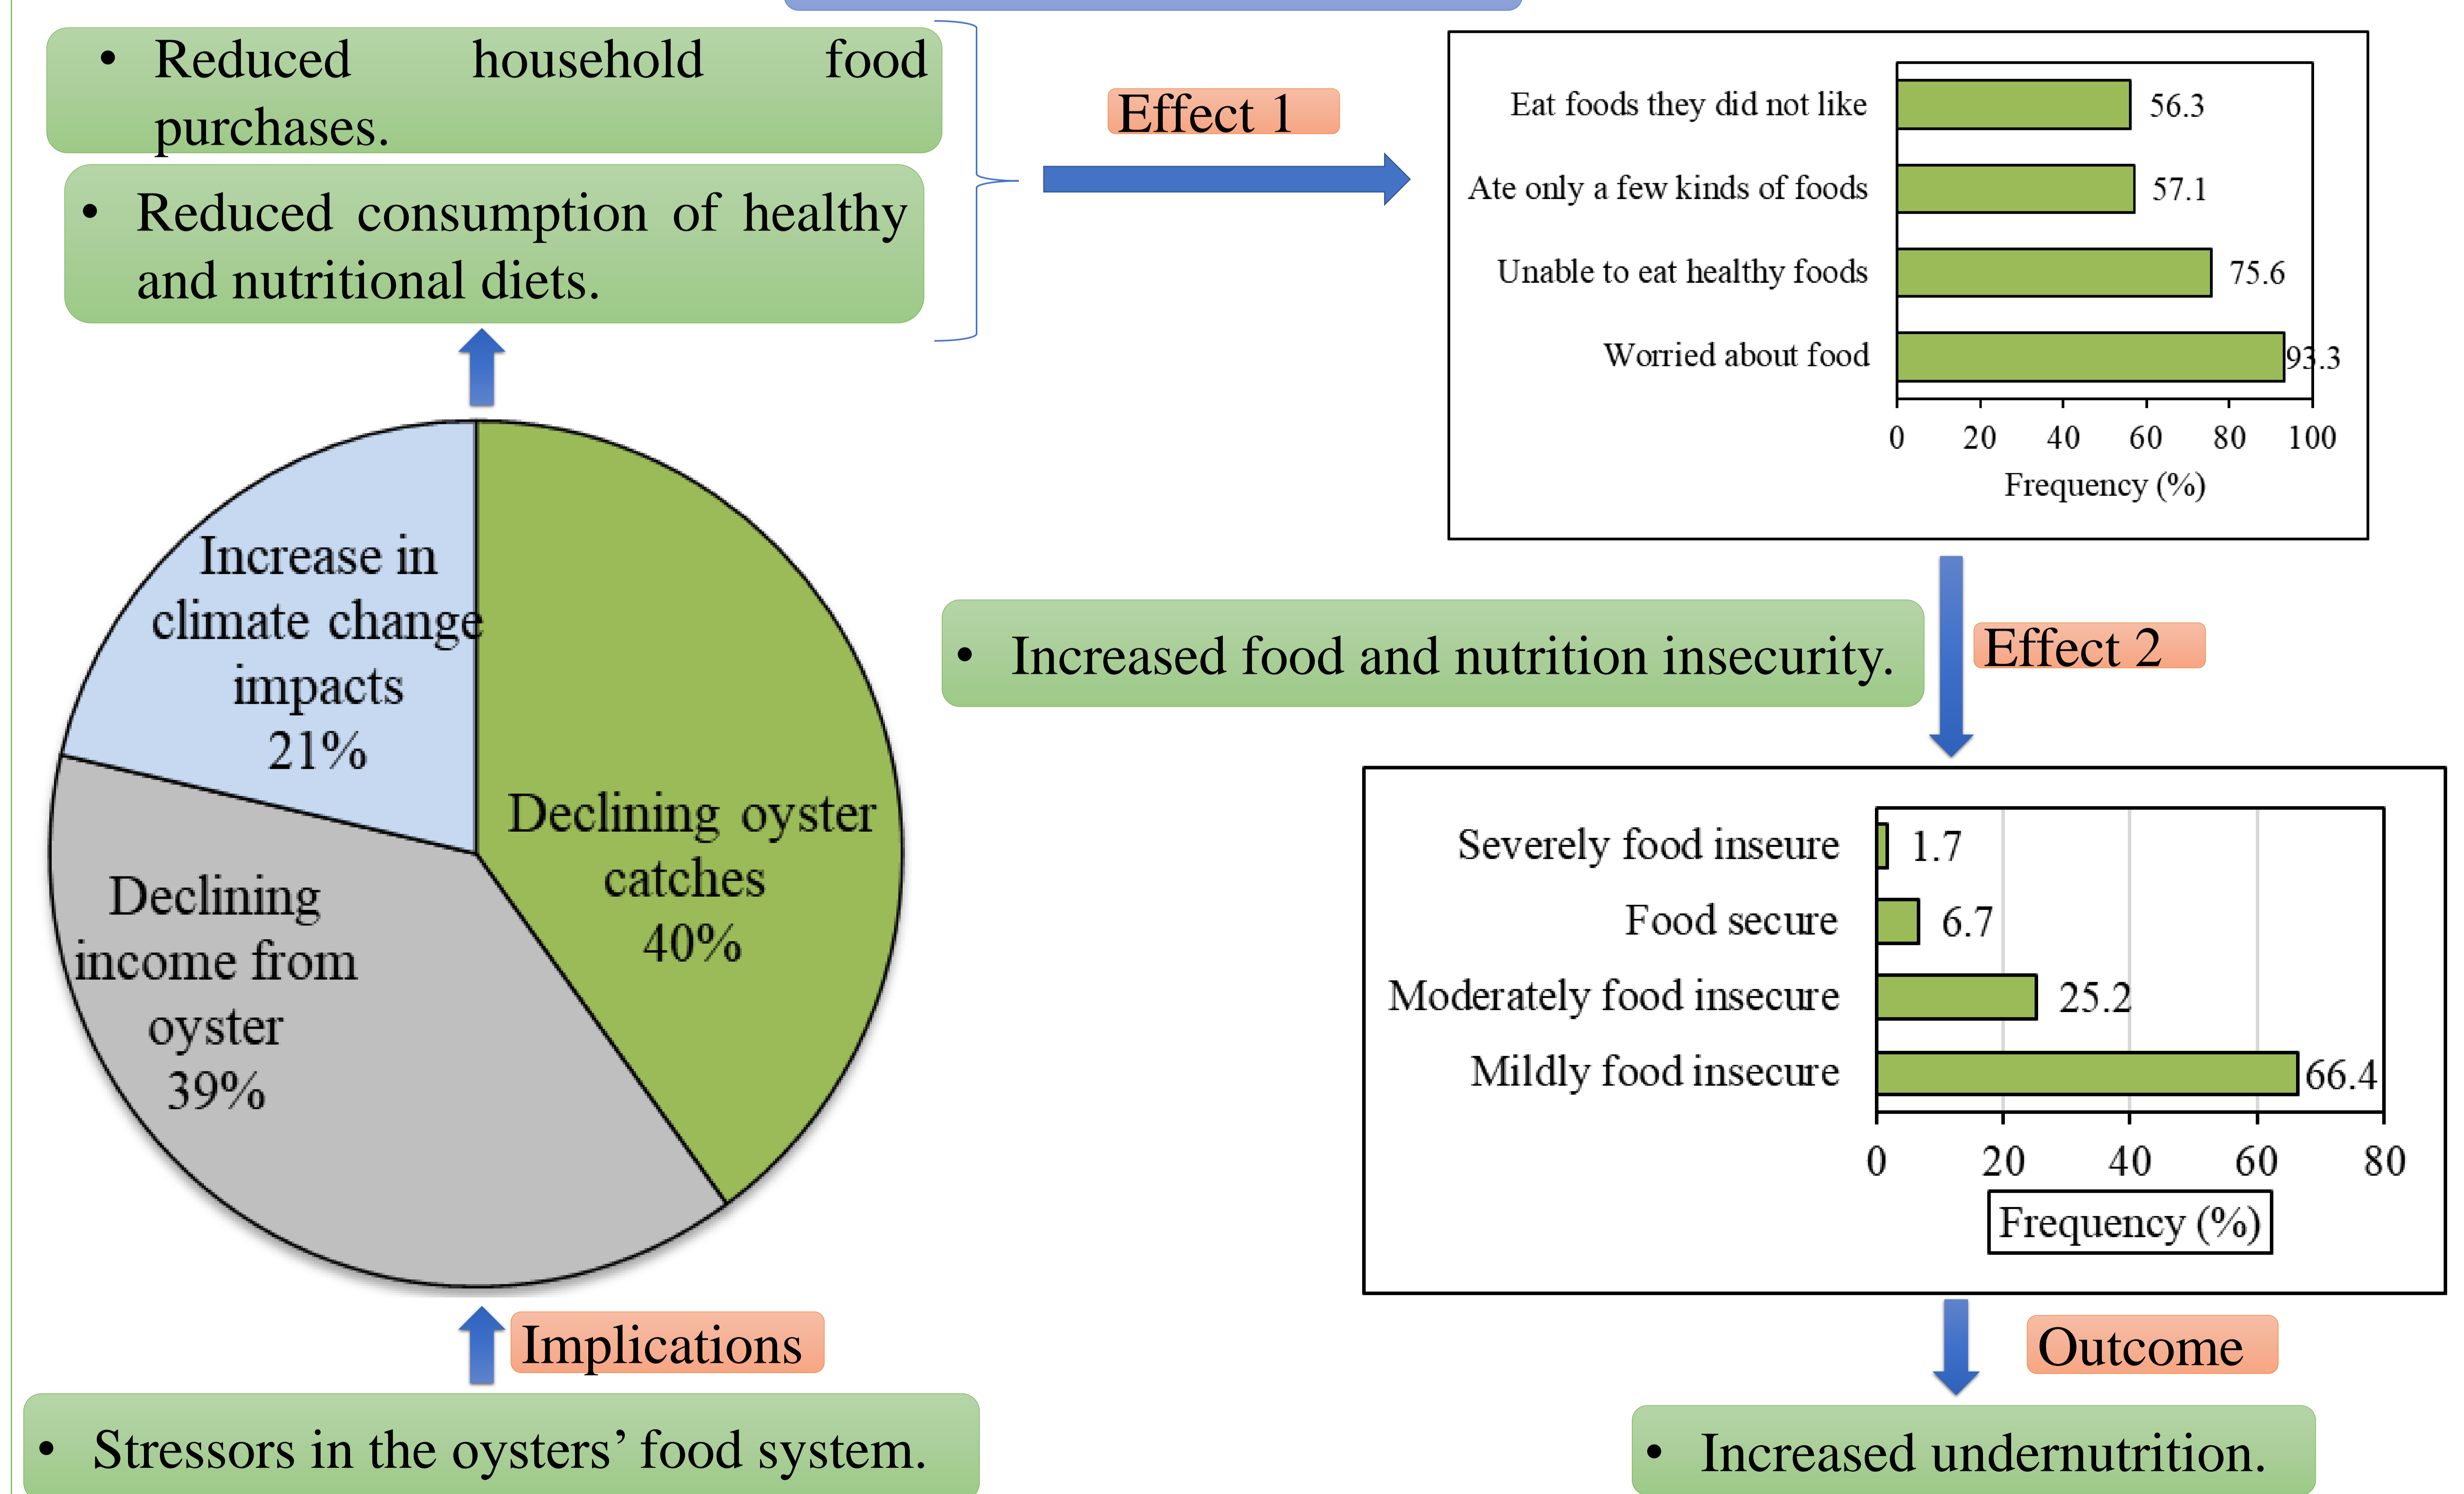 • Reduced household food
purchases.
• Reduced consumption of healthy
and nutritional diets.
Effect 1
Eat foods they did not like 56.3
Ate only a few kinds of foods 57.1
Unable to eat healthy foods 75.6
Worried about food 93.3
0 20 40 60 80 100
Frequency (%)
Increase in
climate change
impacts
21%
Declining oyster
catches
40%
Declining
income from
oyster
39%
• Increased food and nutrition insecurity.
Effect 2
Severely food inseure 1.7
Food secure 6.7
Moderately food insecure 25.2
Mildly food insecure 66.4
0 20 40 60 80
Frequency (%)
Implications
• Stressors in the oysters’ food system.
Outcome
• Increased undernutrition.